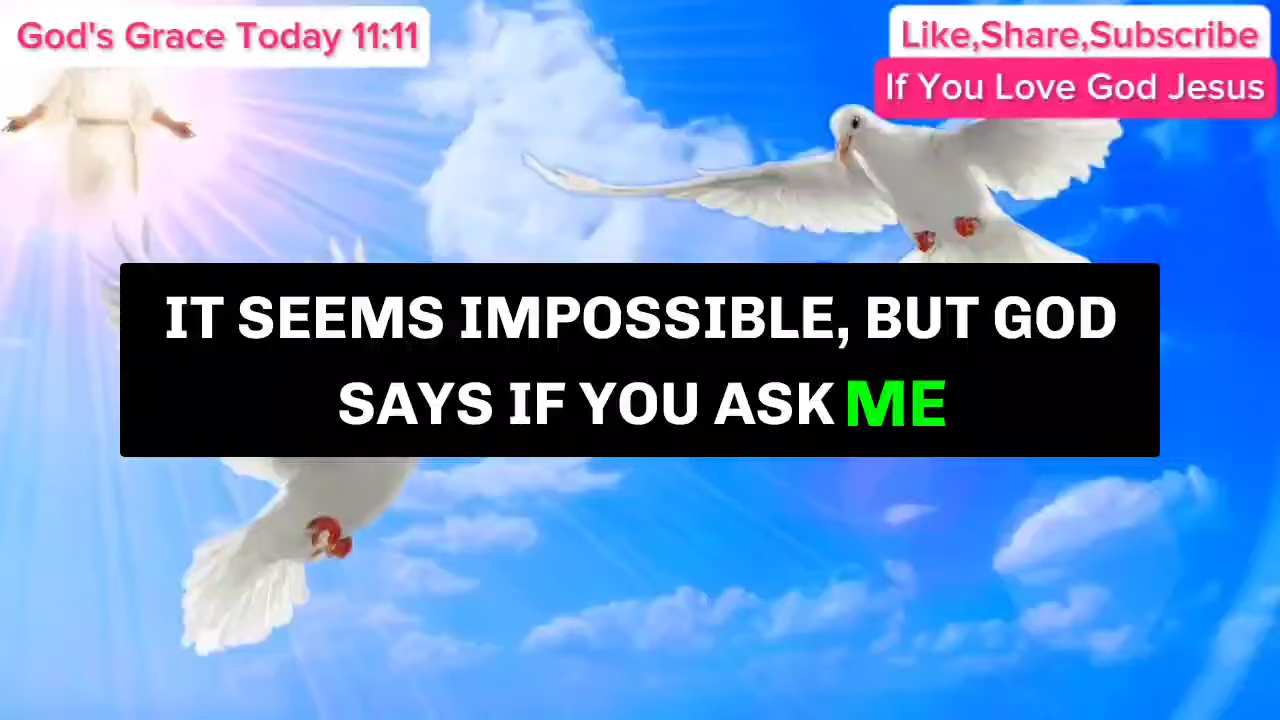 God's Grace Today 11:11
Like,Share,Subscribe
If You Love God Jesus
IT SEEMS IMPOSSIBLE, BUT GOD
SAYS IF YOU ASK ME